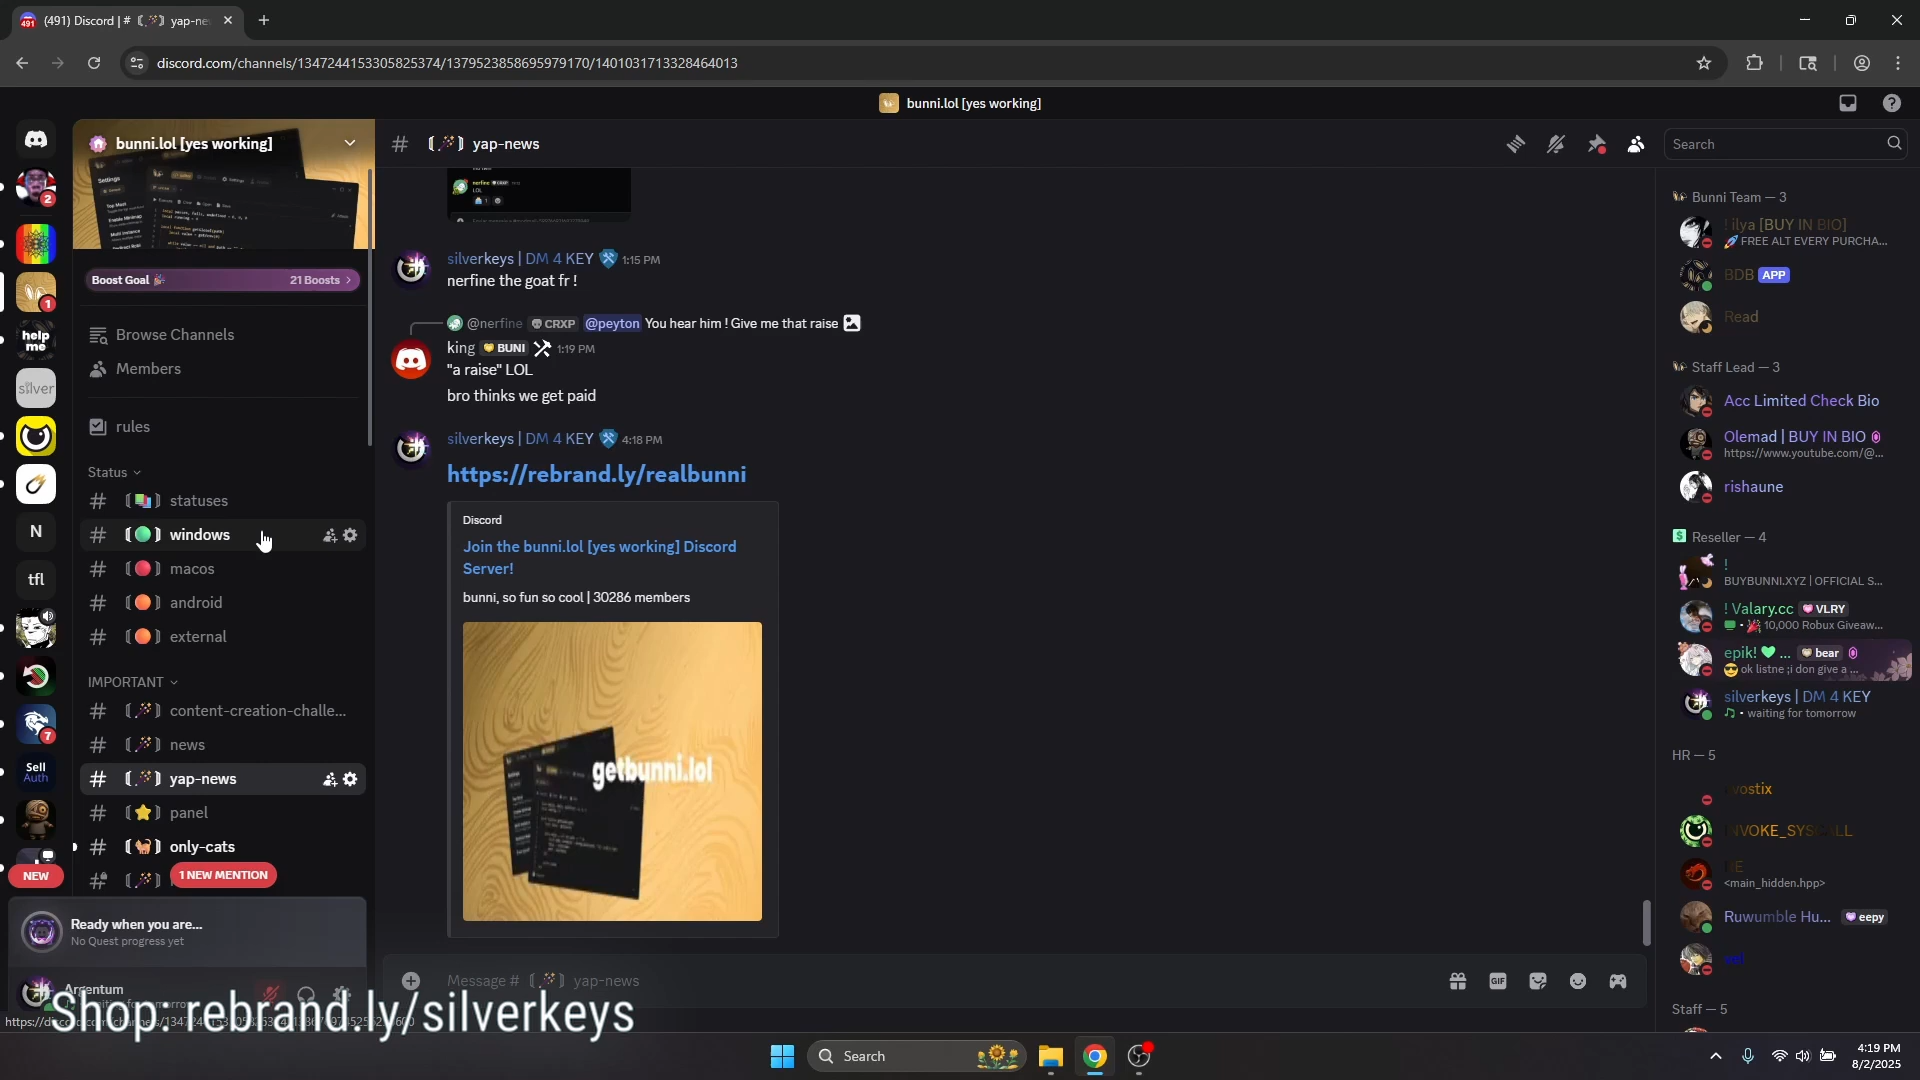 (491) Discord | # 〘🪄〙 yap-ne
discord.com/channels/1347244153305825374/1379523858695979170/1401031713328464013
bunni.lol [yes working]
bunni.lol [yes working]
Boost Goal 🎉 21 Boosts
Browse Channels
Members
rules
Status
statuses
windows
macos
android
external
IMPORTANT
content-creation-challe...
news
yap-news
panel
only-cats
1 NEW MENTION
NEW
help
me
silver
N
tfl
Sell
Auth
Ready when you are...
No Quest progress yet
Argentum
# 〘🪄〙 yap-news
Search
nerfine CRXP
LOL
silverkeys | DM 4 KEY 1:15 PM
nerfine the goat fr !
@nerfine CRXP @peyton You hear him ! Give me that raise
king BUNI 1:19 PM
"a raise" LOL
bro thinks we get paid
silverkeys | DM 4 KEY 4:18 PM
https://rebrand.ly/realbunni
Discord
Join the bunni.lol [yes working] Discord
Server!
bunni, so fun so cool | 30286 members
getbunni.lol
Message # 〘🪄〙 yap-news
GIF
Bunni Team — 3
! ilya [BUY IN BIO]
🚀 FREE ALT EVERY PURCHA...
BDB APP
Read
Staff Lead — 3
Acc Limited Check Bio
Olemad | BUY IN BIO
https://www.youtube.com/@...
rishaune
Reseller — 4
!
BUYBUNNI.XYZ | OFFICIAL S...
! Valary.cc VLRY
10,000 Robux Giveaw...
epik! 💚 ... bear
😎 ok listne ;i don give a ...
silverkeys | DM 4 KEY
waiting for tomorrow
HR — 5
<main_hidden.hpp>
Ruwumble Hu... eepy
Staff — 5
Shop: rebrand.ly/silverkeys
Search
4:19 PM
8/2/2025